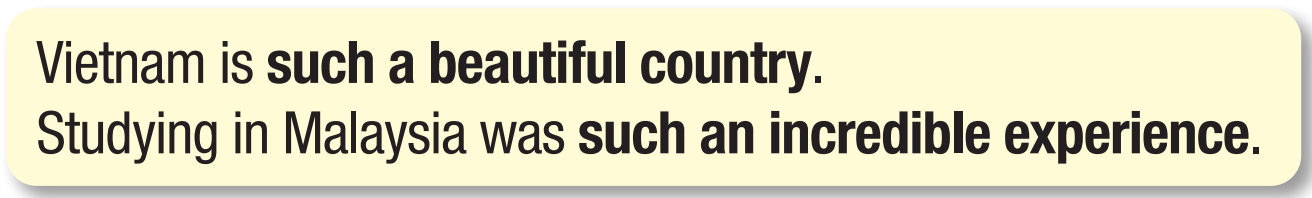 Vietnam is such a beautiful country.
Studying in Malaysia was such an incredible experience.